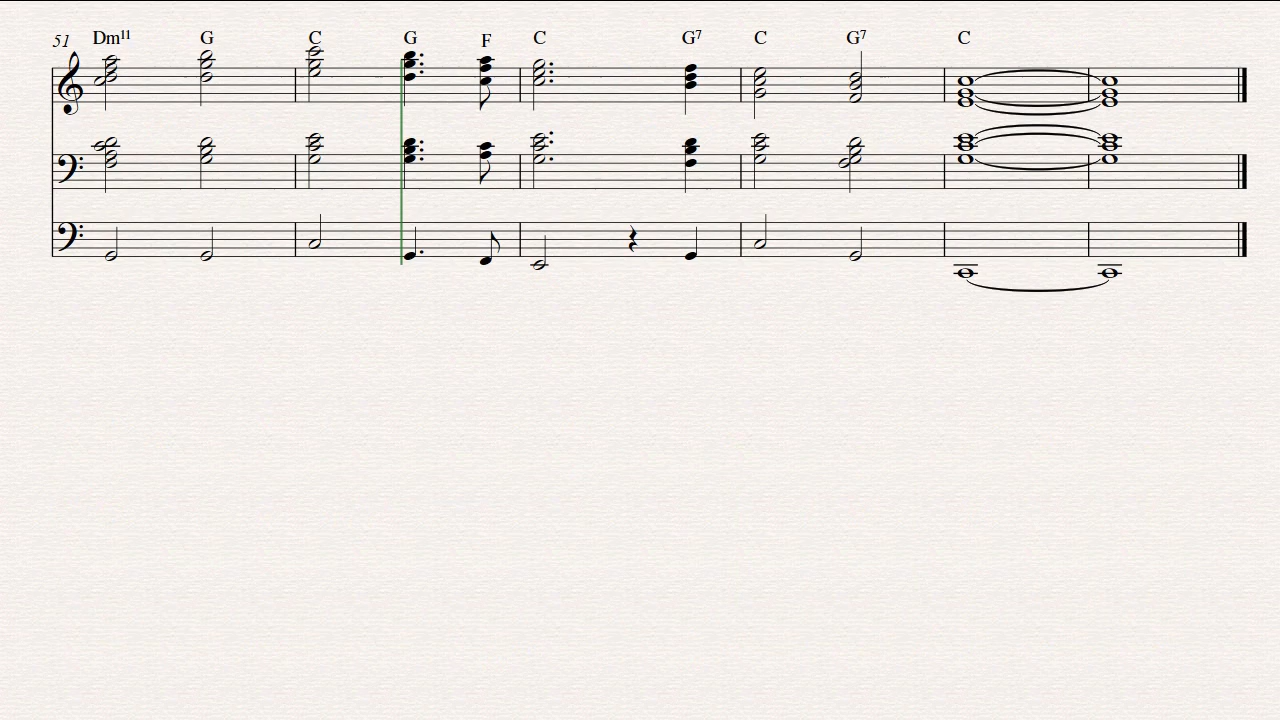 51 Dm¹¹ G C G F C G⁷ C G⁷ C